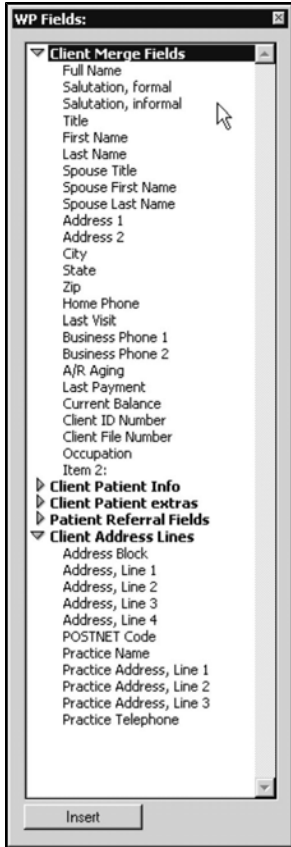 WP Fields:
Client Merge Fields
Full Name
Salutation, formal
Salutation, informal
Title
First Name
Last Name
Spouse Title
Spouse First Name
Spouse Last Name
Address 1
Address 2
City
State
Zip
Home Phone
Last Visit
Business Phone 1
Business Phone 2
A/R Aging
Last Payment
Current Balance
Client ID Number
Client File Number
Occupation
Item 2:
Client Patient Info
Client Patient extras
Patient Referral Fields
Client Address Lines
Address Block
Address, Line 1
Address, Line 2
Address, Line 3
Address, Line 4
POSTNET Code
Practice Name
Practice Address, Line 1
Practice Address, Line 2
Practice Address, Line 3
Practice Telephone
Insert